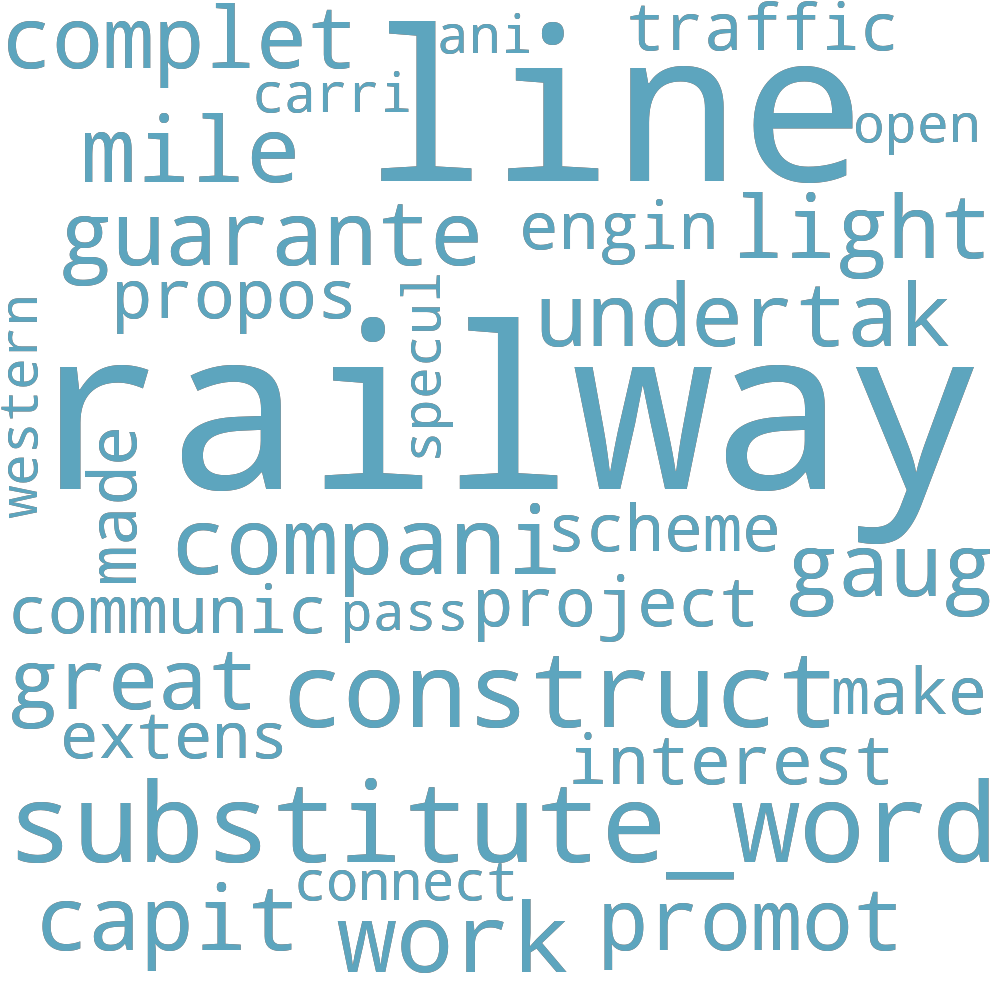 complet
ani
line
traffic
carri
open
mile
guarante
engin
light
propos
specul
undertak
western
railway
made
compani
scheme
gaug
communic
pass
project
great
construct
make
extens
interest
substitute_word
connect
capit
work
promot